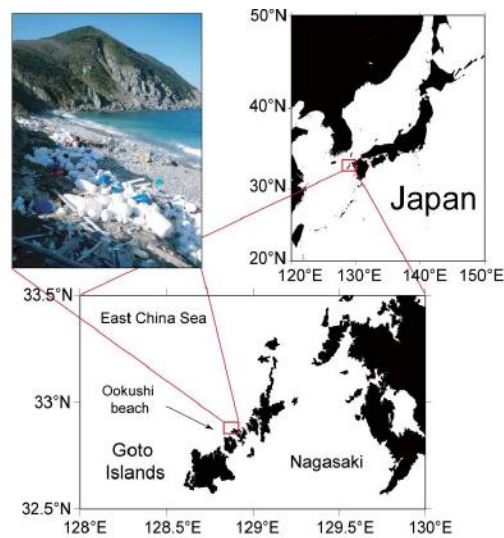 50°N
40°N
33°N
20°N
120°E
130°E
140°E
150°E
Japan
33.5°N
33°N
32.5°N
East China Sea
Ookushi
beach
Goto
Islands
Nagasaki
128°E
128.5°E
129°E
129.5°E
130°E